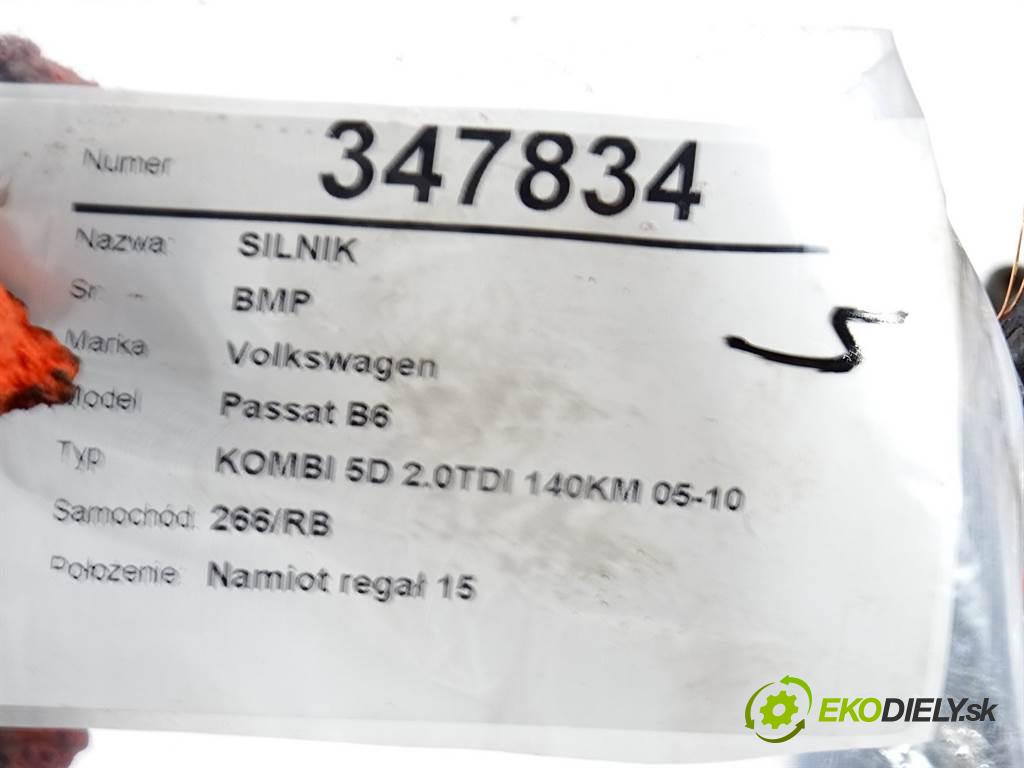 Numer 347834
Nazwa: SILNIK
BMP
Marka Volkswagen
Model Passat B6
Typ KOMBI 5D 2.0TDI 140KM 05-10
Samochód: 266/RB
Położenie: Namiot regał 15
EKODIELY.sk